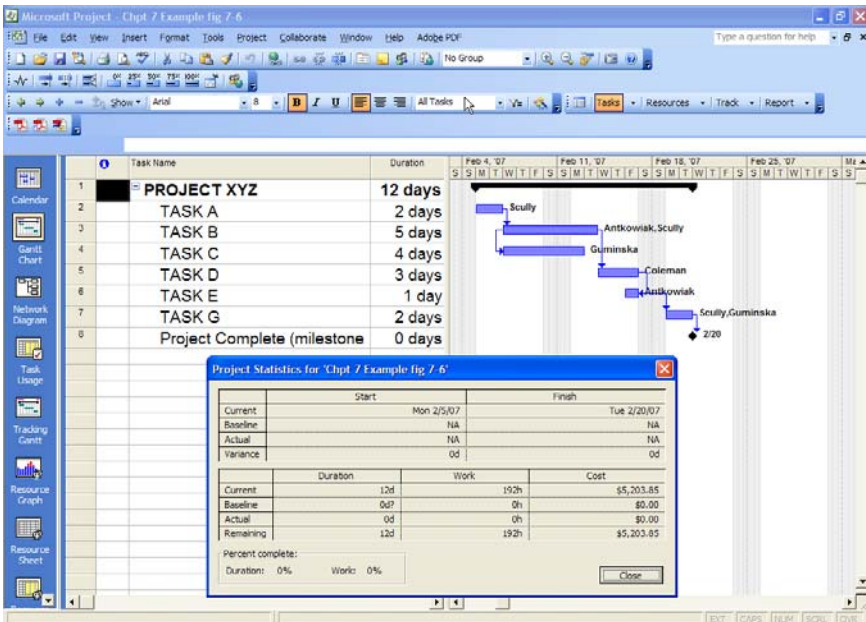 Microsoft Project - Chpt 7 Example fig 7-6
File Edit View Insert Format Tools Project Collaborate Window Help Adobe PDF Type a question for help
No Group
0% 25% 50% 75% 100%
Show Arial 8 B I U All Tasks Tasks Resources Track Report
Task Name Duration Feb 4, '07 Feb 11, '07 Feb 18, '07 Feb 25, '07
S S M T W T F S S M T W T F S S M T W T F S S M T W T F S S
1 PROJECT XYZ 12 days
2 TASK A 2 days Scully
3 TASK B 5 days Antkowiak,Scully
4 TASK C 4 days Guminska
5 TASK D 3 days Coleman
6 TASK E 1 day Antkowiak
7 TASK G 2 days Scully,Guminska
8 Project Complete (milestone 0 days 2/20
Calendar
Gantt Chart
Network Diagram
Task Usage
Tracking Gantt
Resource Graph
Resource Sheet
Project Statistics for 'Chpt 7 Example fig 7-6'
Start Finish
Current Mon 2/5/07 Tue 2/20/07
Baseline NA NA
Actual NA NA
Variance 0d 0d
Duration Work Cost
Current 12d 192h $5,203.85
Baseline 0d? 0h $0.00
Actual 0d 0h $0.00
Remaining 12d 192h $5,203.85
Percent complete:
Duration: 0% Work: 0%
Close
EXT CAPS NUM SCRL OVR